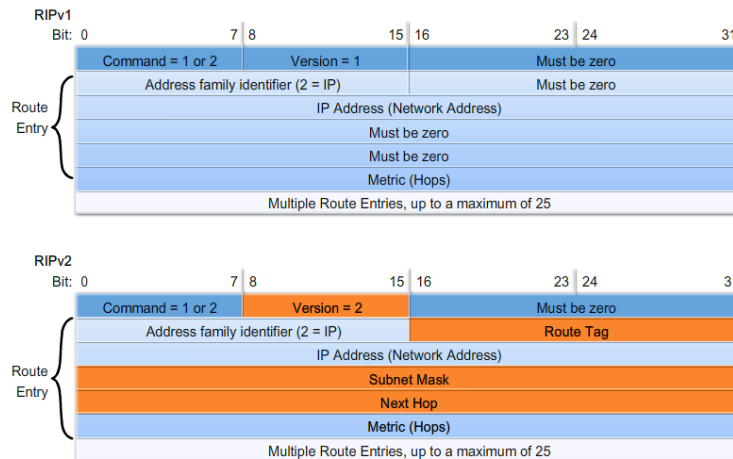 RIPv1
Bit: 0 7 8 15 16 23 24 31
Command = 1 or 2 Version = 1 Must be zero
Address family identifier (2 = IP) Must be zero
Route Entry
IP Address (Network Address)
Must be zero
Must be zero
Metric (Hops)
Multiple Route Entries, up to a maximum of 25
RIPv2
Bit: 0 7 8 15 16 23 24 3
Command = 1 or 2 Version = 2 Must be zero
Address family identifier (2 = IP) Route Tag
IP Address (Network Address)
Route Entry
Subnet Mask
Next Hop
Metric (Hops)
Multiple Route Entries, up to a maximum of 25